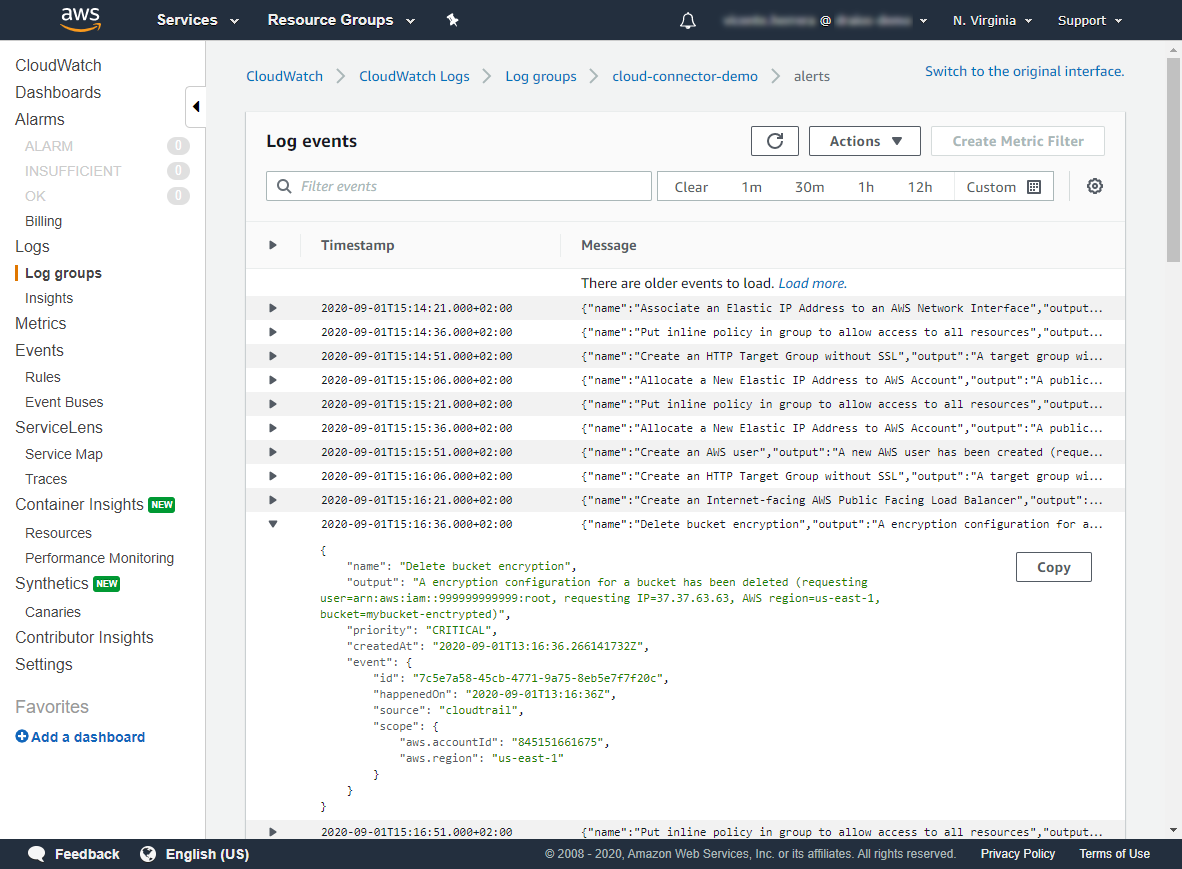 aws
Services
Resource Groups
@
N. Virginia
Support
CloudWatch
Dashboards
Alarms
ALARM 0
INSUFFICIENT 0
OK 0
Billing
Logs
Log groups
Insights
Metrics
Events
Rules
Event Buses
ServiceLens
Service Map
Traces
Container Insights NEW
Resources
Performance Monitoring
Synthetics NEW
Canaries
Contributor Insights
Settings
Favorites
Add a dashboard
CloudWatch > CloudWatch Logs > Log groups > cloud-connector-demo > alerts
Switch to the original interface.
Log events
Actions
Create Metric Filter
Filter events
Clear 1m 30m 1h 12h Custom
Timestamp Message
There are older events to load. Load more.
2020-09-01T15:14:21.000+02:00 {"name":"Associate an Elastic IP Address to an AWS Network Interface","output...
2020-09-01T15:14:36.000+02:00 {"name":"Put inline policy in group to allow access to all resources","output...
2020-09-01T15:14:51.000+02:00 {"name":"Create an HTTP Target Group without SSL","output":"A target group wi...
2020-09-01T15:15:06.000+02:00 {"name":"Allocate a New Elastic IP Address to AWS Account","output":"A public...
2020-09-01T15:15:21.000+02:00 {"name":"Put inline policy in group to allow access to all resources","output...
2020-09-01T15:15:36.000+02:00 {"name":"Allocate a New Elastic IP Address to AWS Account","output":"A public...
2020-09-01T15:15:51.000+02:00 {"name":"Create an AWS user","output":"A new AWS user has been created (reque...
2020-09-01T15:16:06.000+02:00 {"name":"Create an HTTP Target Group without SSL","output":"A target group wi...
2020-09-01T15:16:21.000+02:00 {"name":"Create an Internet-facing AWS Public Facing Load Balancer","output":...
2020-09-01T15:16:36.000+02:00 {"name":"Delete bucket encryption","output":"A encryption configuration for a...
Copy
{
"name": "Delete bucket encryption",
"output": "A encryption configuration for a bucket has been deleted (requesting
user=arn:aws:iam::999999999999:root, requesting IP=37.37.63.63, AWS region=us-east-1,
bucket=mybucket-enctrypted)",
"priority": "CRITICAL",
"createdAt": "2020-09-01T13:16:36.266141732Z",
"event": {
"id": "7c5e7a58-45cb-4771-9a75-8eb5e7f7f20c",
"happenedOn": "2020-09-01T13:16:36Z",
"source": "cloudtrail",
"scope": {
"aws.accountId": "845151661675",
"aws.region": "us-east-1"
}
}
}
2020-09-01T15:16:51.000+02:00 {"name":"Put inline policy in group to allow access to all resources","output...
Feedback
English (US)
© 2008 - 2020, Amazon Web Services, Inc. or its affiliates. All rights reserved.
Privacy Policy
Terms of Use